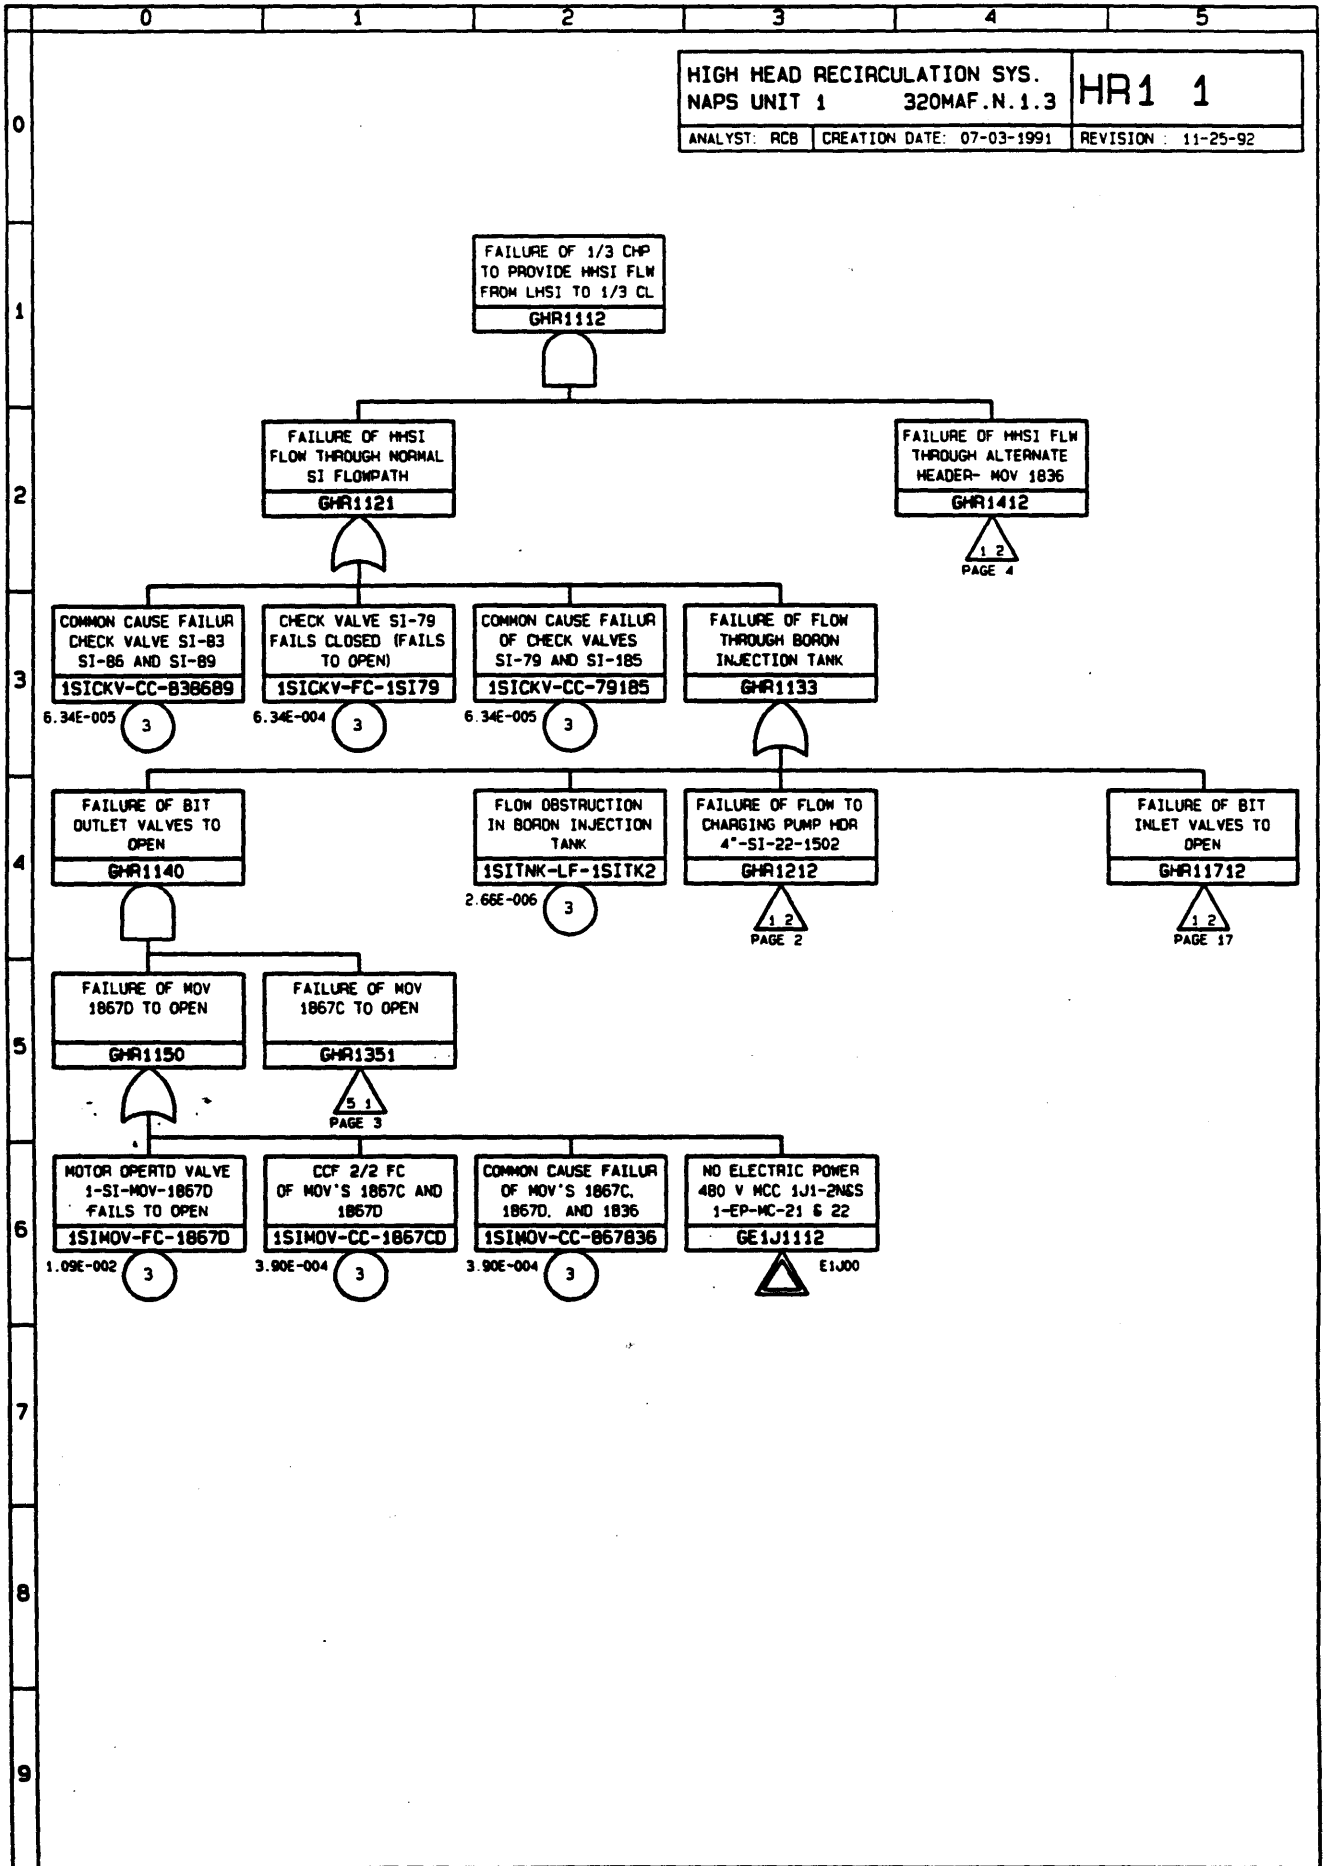 0 1 2 3 4 5
HIGH HEAD RECIRCULATION SYS.
NAPS UNIT 1 320MAF.N.1.3
HR1 1
ANALYST: RCB CREATION DATE: 07-03-1991 REVISION : 11-25-92
0
FAILURE OF 1/3 CHP
TO PROVIDE HHSI FLW
FROM LHSI TO 1/3 CL
GHR1112
1
FAILURE OF HHSI
FLOW THROUGH NORMAL
SI FLOWPATH
GHR1121
FAILURE OF HHSI FLW
THROUGH ALTERNATE
HEADER- MOV 1836
GHR1412
1 2
PAGE 4
2
COMMON CAUSE FAILUR
CHECK VALVE SI-83
SI-86 AND SI-89
1SICKV-CC-838689
6.34E-005
3
CHECK VALVE SI-79
FAILS CLOSED (FAILS
TO OPEN)
1SICKV-FC-1SI79
6.34E-004
3
COMMON CAUSE FAILUR
OF CHECK VALVES
SI-79 AND SI-185
1SICKV-CC-79185
6.34E-005
3
FAILURE OF FLOW
THROUGH BORON
INJECTION TANK
GHR1133
3
FAILURE OF BIT
OUTLET VALVES TO
OPEN
GHR1140
FLOW OBSTRUCTION
IN BORON INJECTION
TANK
1SITNK-LF-1SITK2
2.66E-006
3
FAILURE OF FLOW TO
CHARGING PUMP HDR
4"-SI-22-1502
GHR1212
1 2
PAGE 2
FAILURE OF BIT
INLET VALVES TO
OPEN
GHR11712
1 2
PAGE 17
4
FAILURE OF MOV
1867D TO OPEN
GHR1150
FAILURE OF MOV
1867C TO OPEN
GHR1351
5 1
PAGE 3
5
MOTOR OPERTD VALVE
1-SI-MOV-1867D
FAILS TO OPEN
1SIMOV-FC-1867D
1.09E-002
3
CCF 2/2 FC
OF MOV'S 1867C AND
1867D
1SIMOV-CC-1867CD
3.90E-004
3
COMMON CAUSE FAILUR
OF MOV'S 1867C,
1867D, AND 1836
1SIMOV-CC-867836
3.90E-004
3
NO ELECTRIC POWER
480 V MCC 1J1-2N&S
1-EP-MC-21 & 22
GE1J1112
E1J00
6
7
8
9